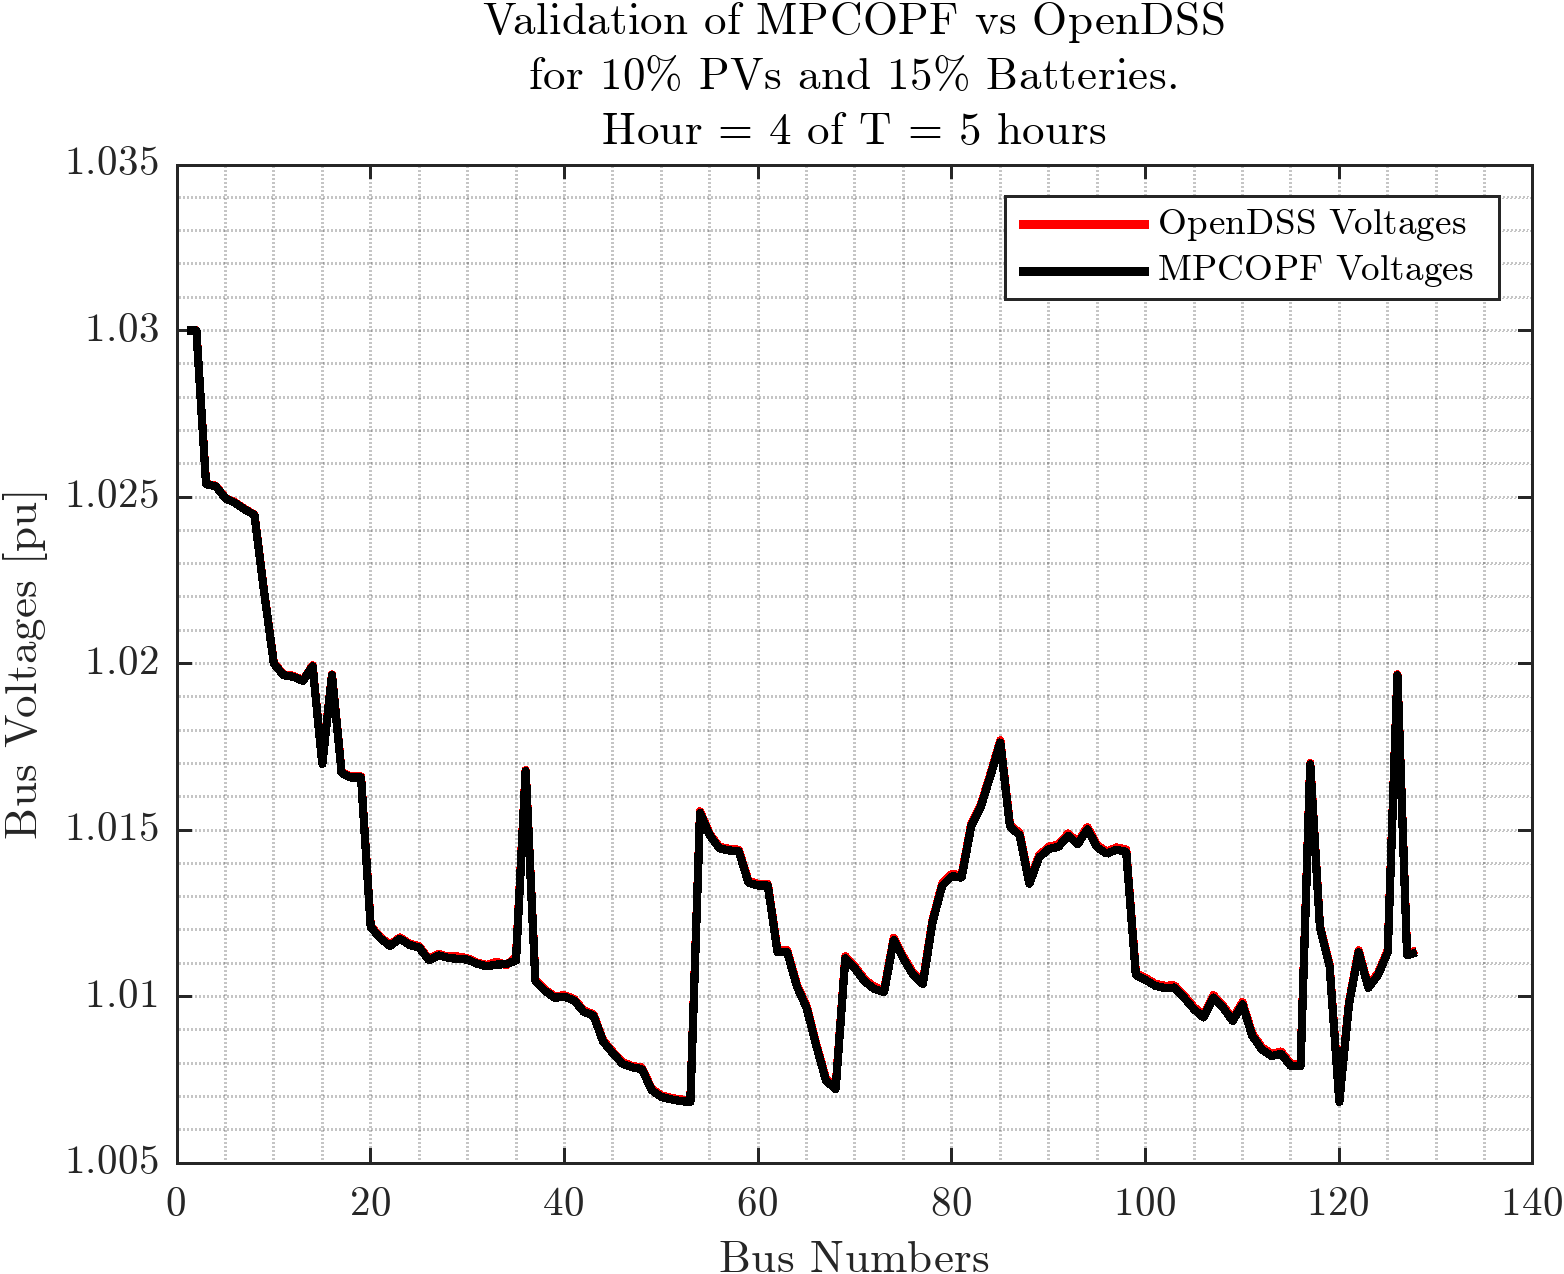 Validation of MPCOPF vs OpenDSS
for 10% PVs and 15% Batteries.
Hour = 4 of T = 5 hours
1.035
1.03
1.025
1.02
1.015
1.01
1.005
Bus Voltages [pu]
OpenDSS Voltages
MPCOPF Voltages
0 20 40 60 80 100 120 140
Bus Numbers